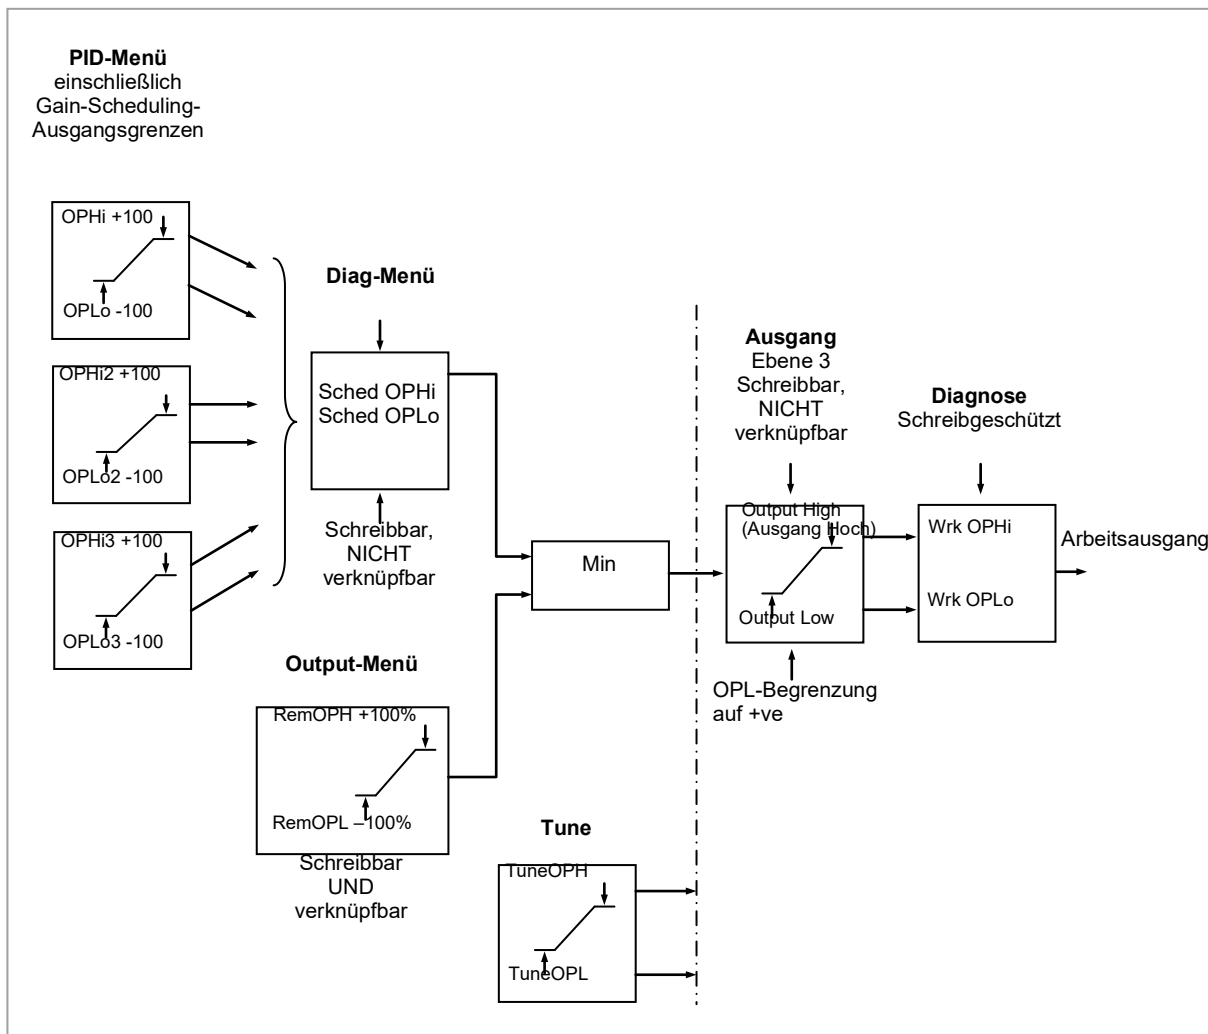 PID-Menü
einschließlich
Gain-Scheduling-
Ausgangsgrenzen
OPHi +100
OPLo -100
OPHi2 +100
OPLo2 -100
OPHi3 +100
OPLo3 -100
Diag-Menü
Sched OPHi
Sched OPLo
Schreibbar,
NICHT
verknüpfbar
Output-Menü
RemOPH +100%
RemOPL –100%
Schreibbar
UND
verknüpfbar
Min
Tune
TuneOPH
TuneOPL
Ausgang
Ebene 3
Schreibbar,
NICHT
verknüpfbar
Output High
(Ausgang Hoch)
Output Low
OPL-Begrenzung
auf +ve
Diagnose
Schreibgeschützt
Wrk OPHi
Wrk OPLo
Arbeitsausgang